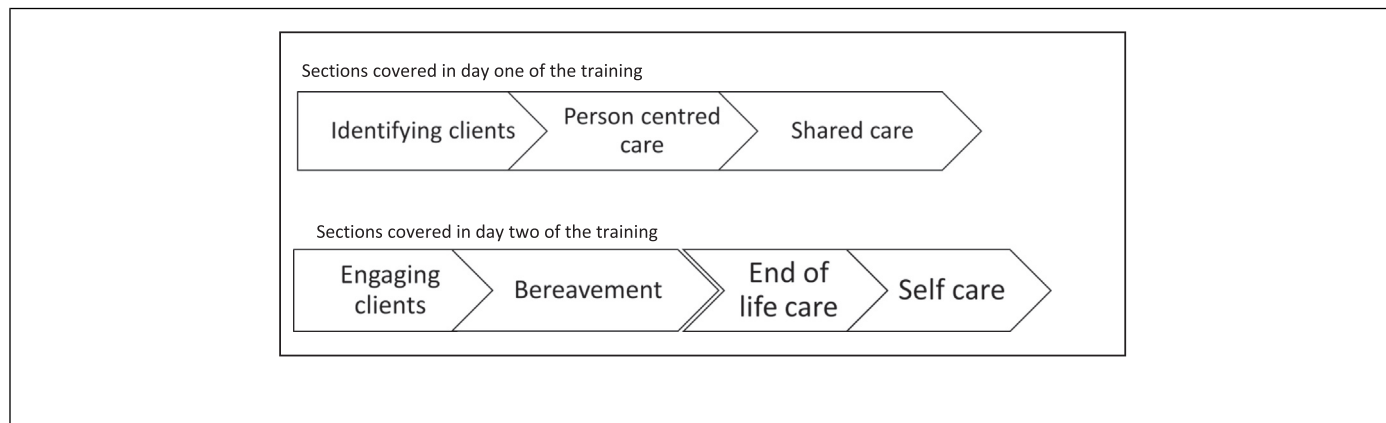 Sections covered in day one of the training
Identifying clients
Person centred
care
Shared care
Sections covered in day two of the training
Engaging
clients
Bereavement
End of
life care
Self care